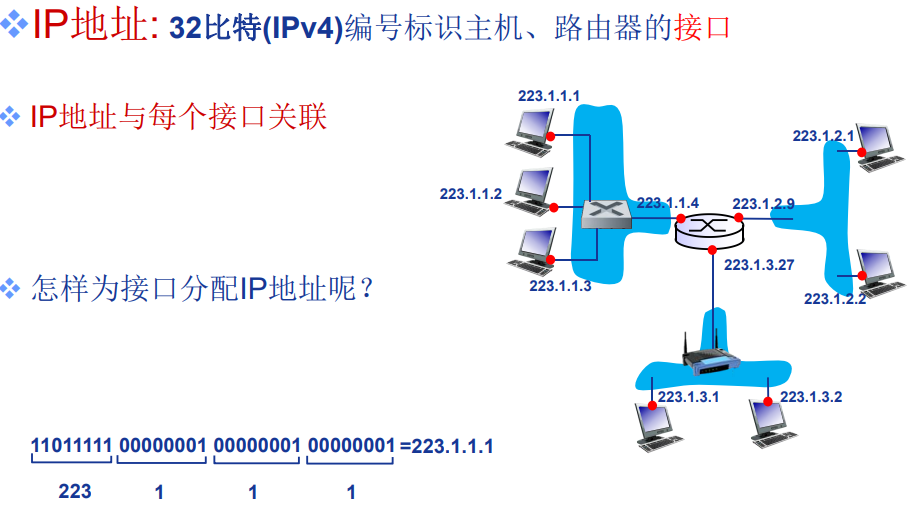 IP地址: 32比特(IPv4)编号标识主机、路由器的接口
IP地址与每个接口关联
怎样为接口分配IP地址呢？
223.1.1.1
223.1.2.1
223.1.1.2
223.1.1.4
223.1.2.9
223.1.3.27
223.1.1.3
223.1.2.2
223.1.3.1
223.1.3.2
11011111 00000001 00000001 00000001 =223.1.1.1
223 1 1 1